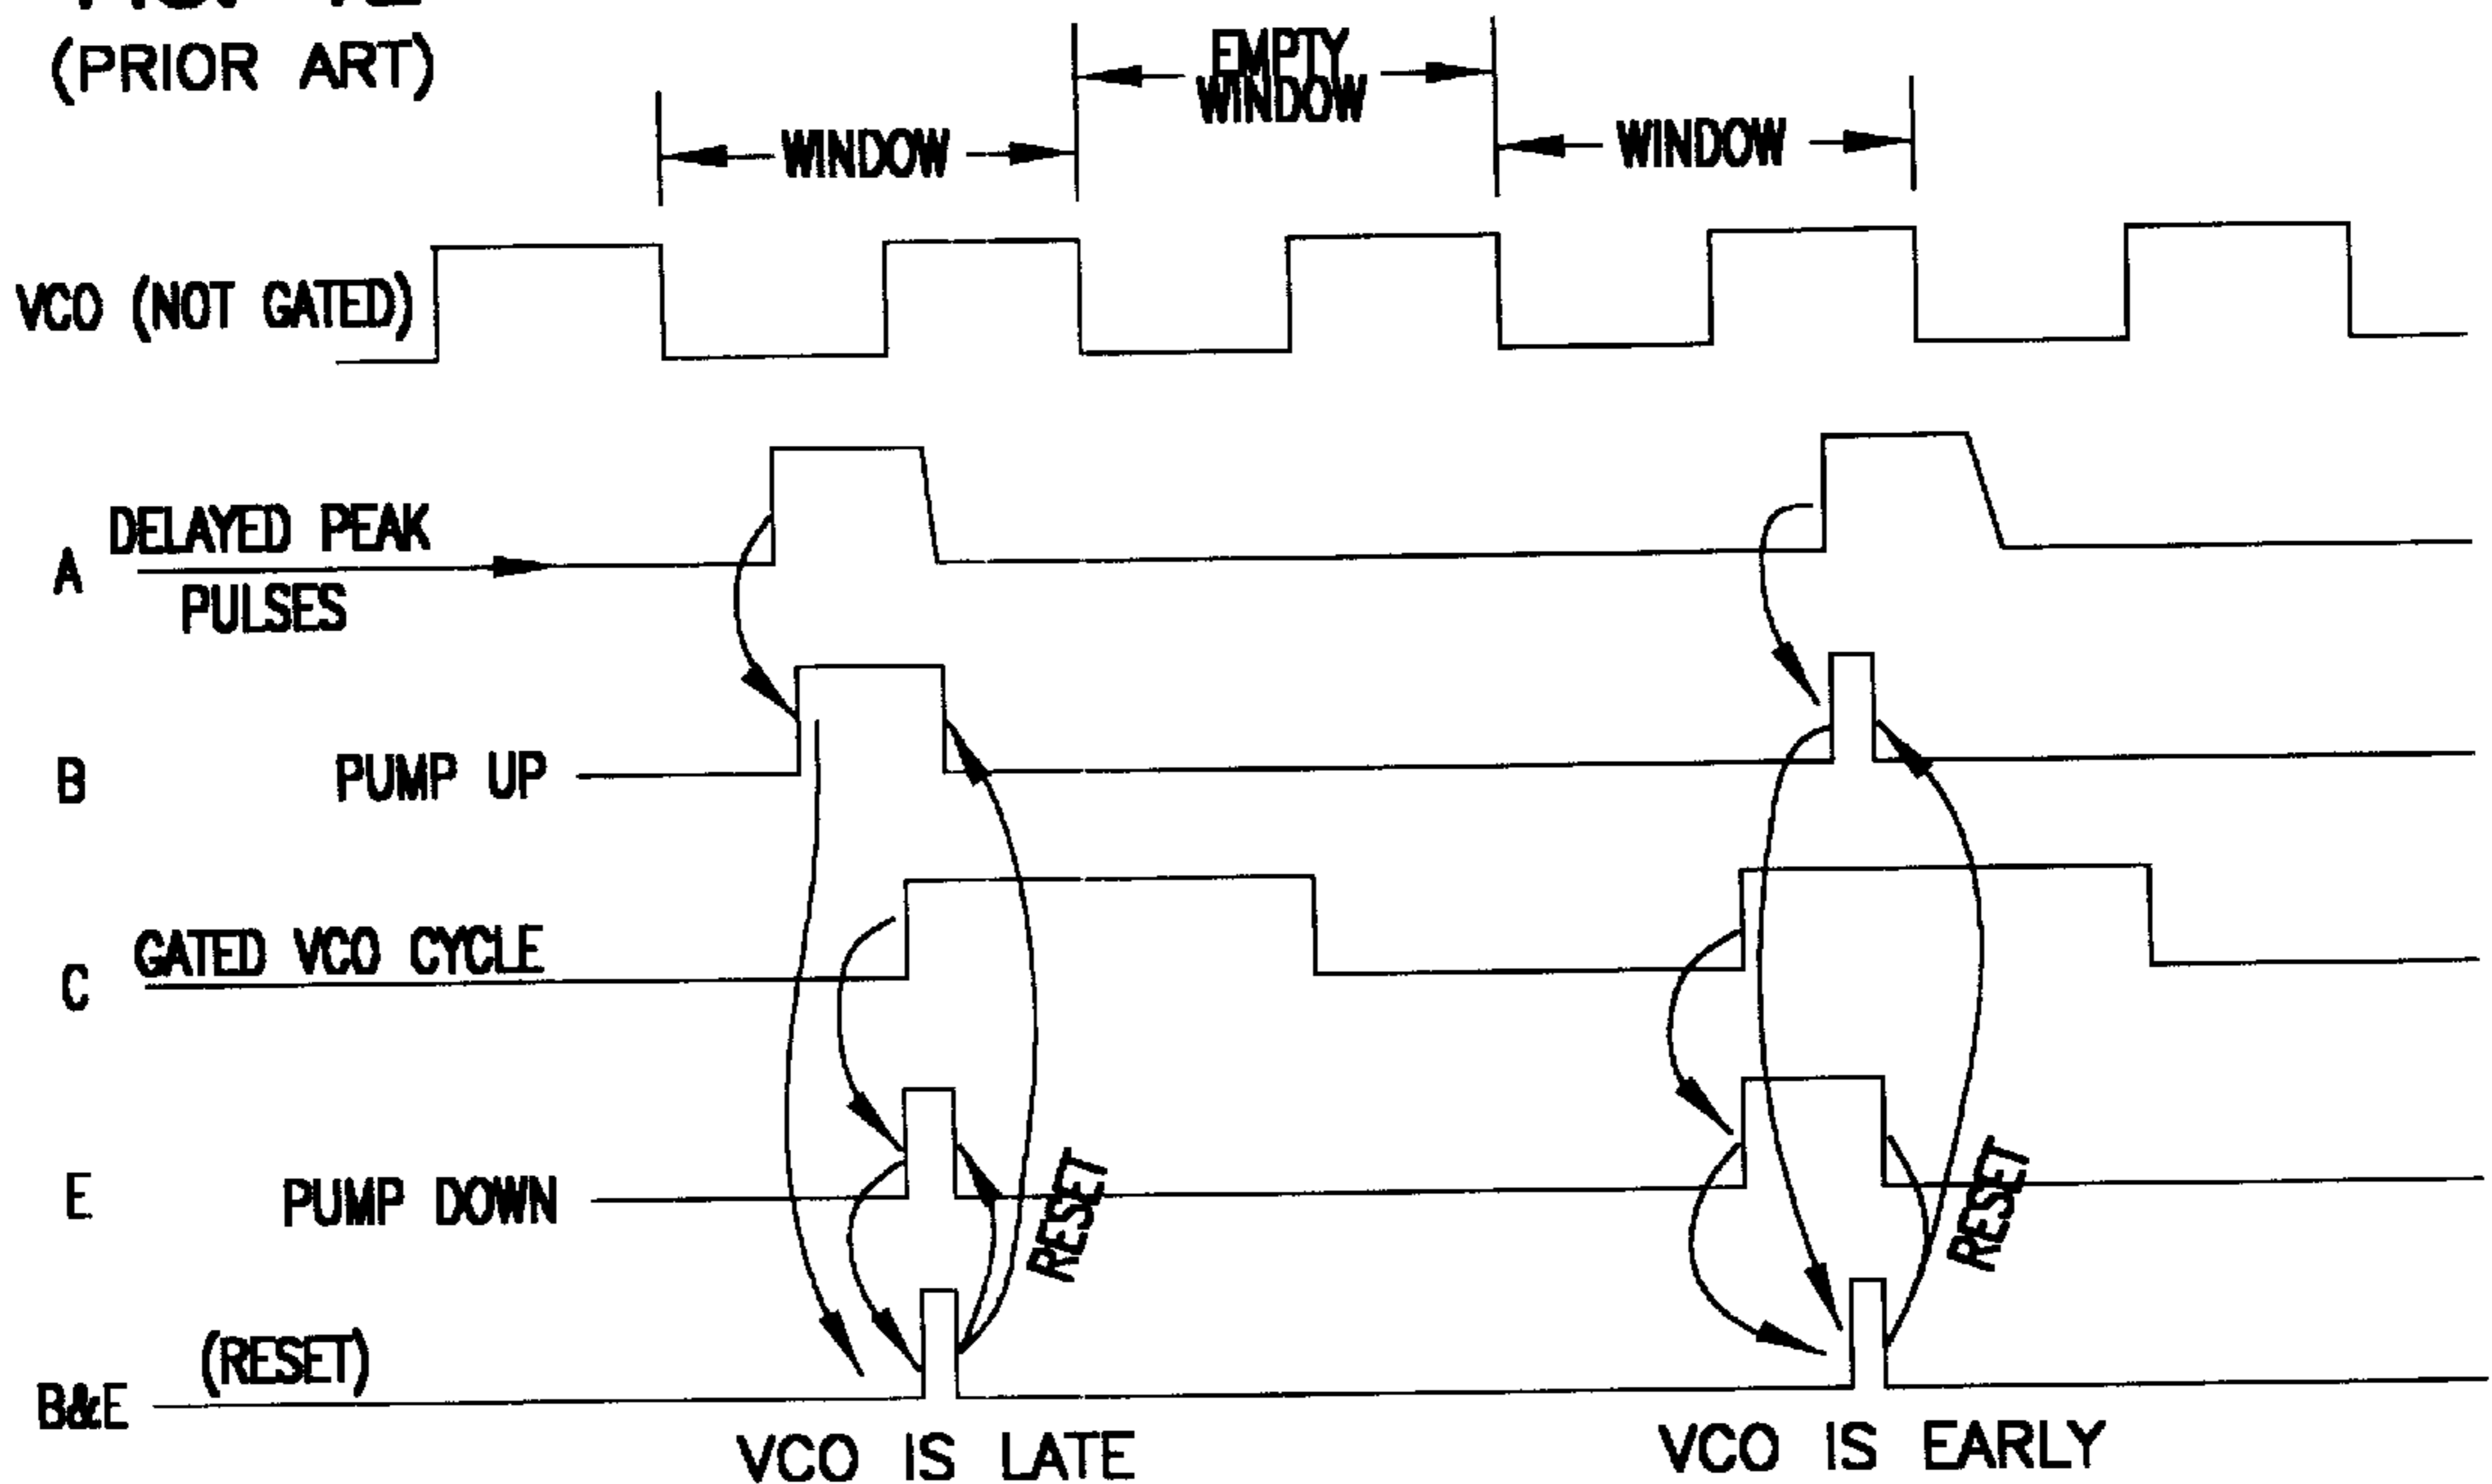 (PRIOR ART)
EMPTY
WINDOW
WINDOW
WINDOW
VCO (NOT GATED)
A
DELAYED PEAK
PULSES
B
PUMP UP
C
GATED VCO CYCLE
E
PUMP DOWN
RESET
RESET
(RESET)
B&E
VCO IS LATE
VCO IS EARLY